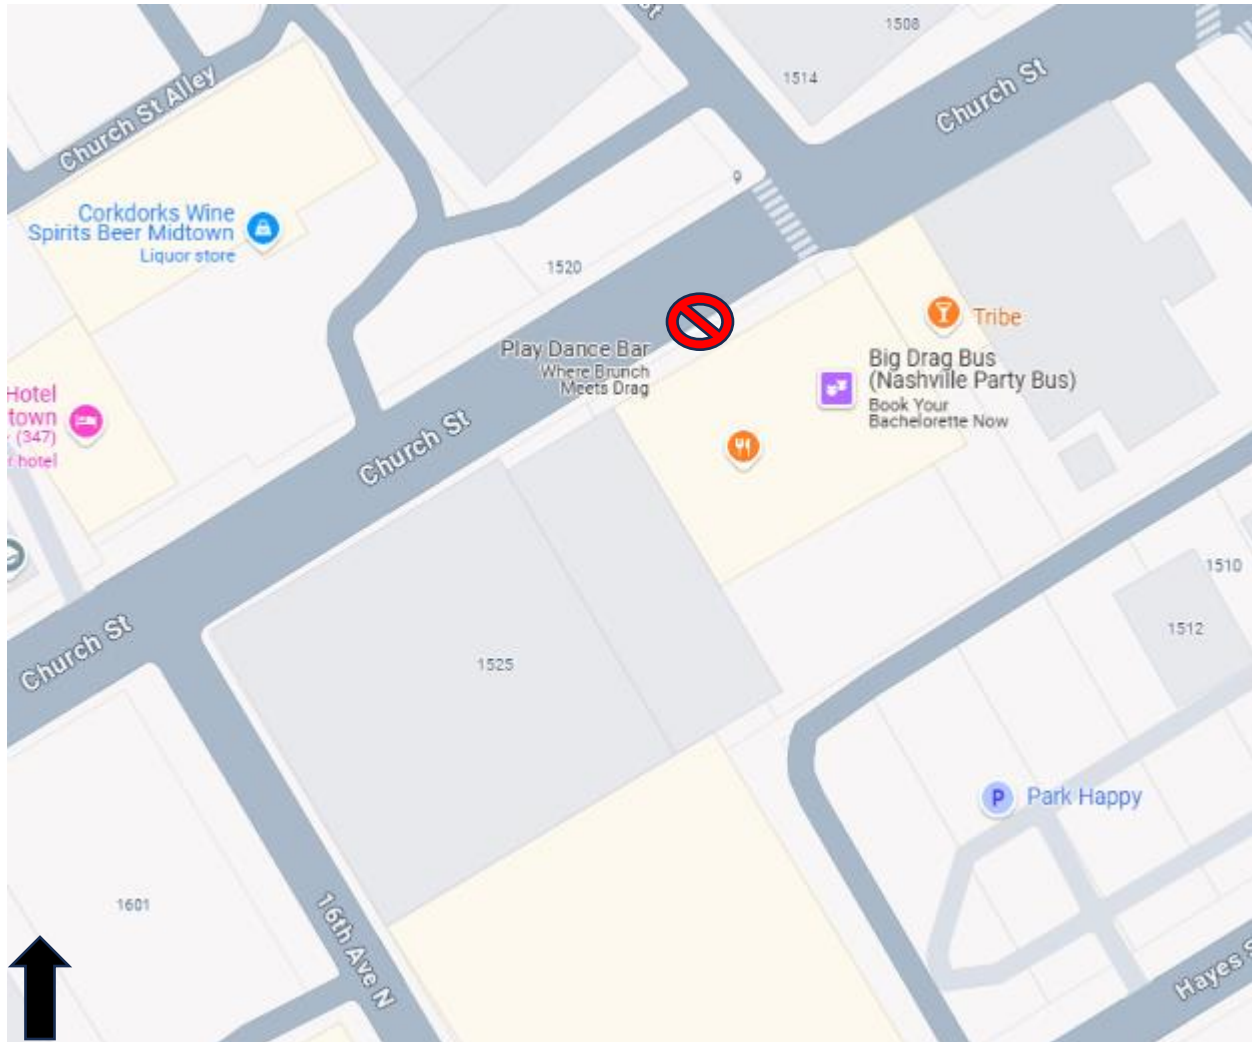 St
1508
1514
Church St
Church St Alley
9
Corkdorks Wine
Spirits Beer Midtown
Liquor store
1520
Tribe
Play Dance Bar
Where Brunch
Meets Drag
Big Drag Bus
(Nashville Party Bus)
Book Your
Bachelorette Now
Hotel
town
(347)
hotel
Church St
1510
1512
Church St
1525
P
Park Happy
1601
16th Ave N
Hayes S